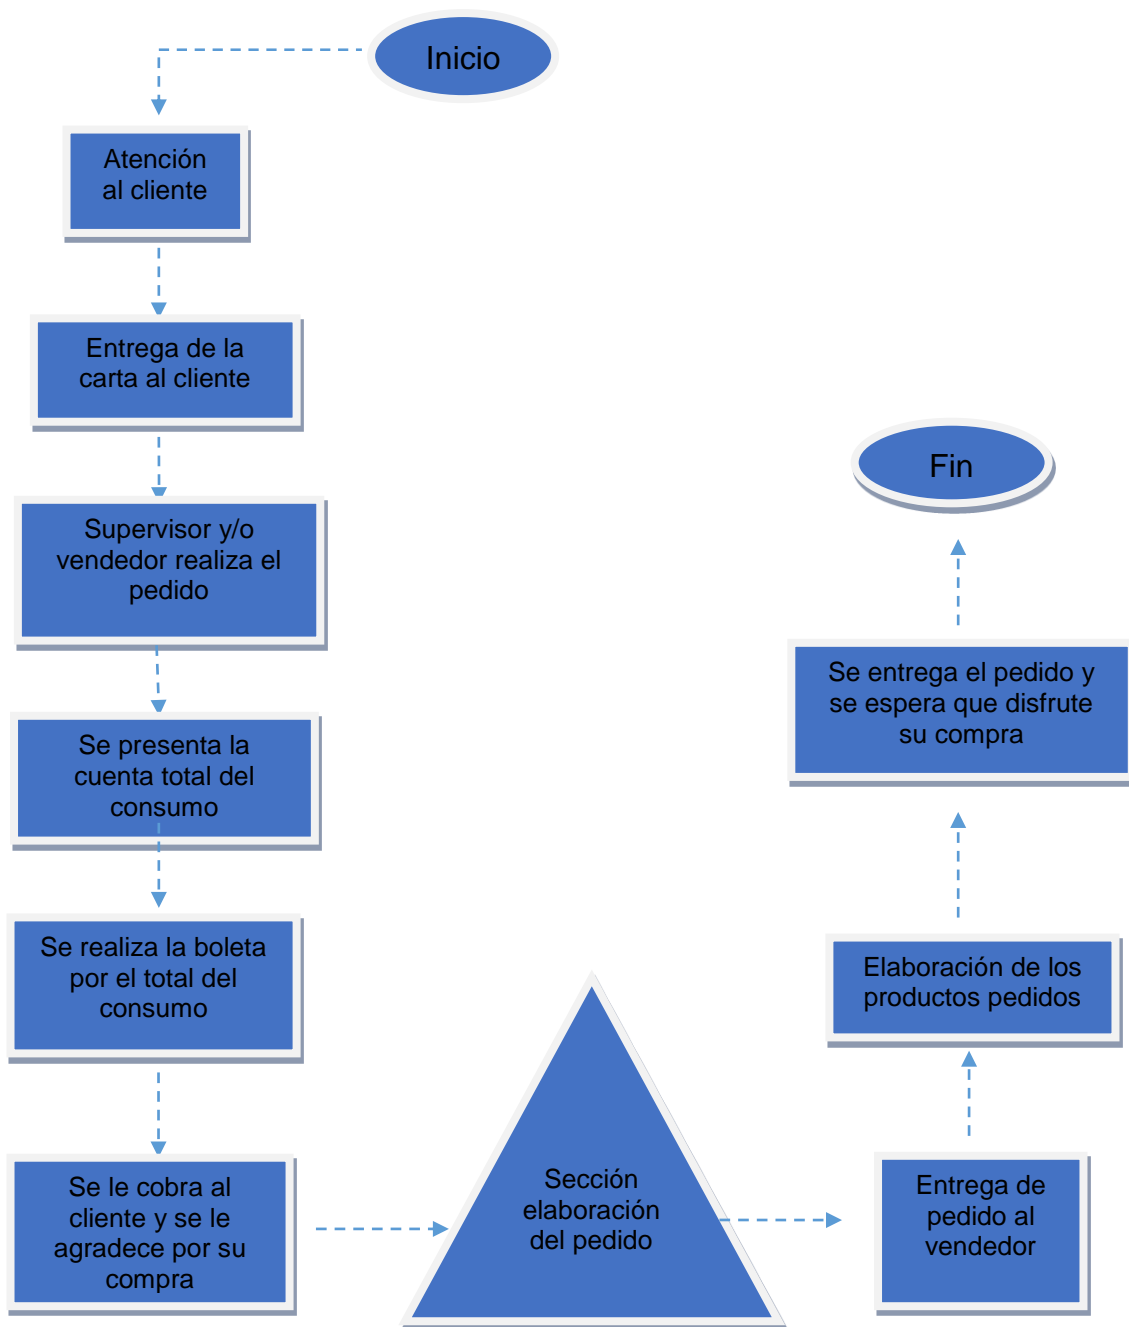 Inicio
Atención
al cliente
Entrega de la
carta al cliente
Supervisor y/o
vendedor realiza el
pedido
Se presenta la
cuenta total del
consumo
Se realiza la boleta
por el total del
consumo
Se le cobra al
cliente y se le
agradece por su
compra
Sección
elaboración
del pedido
Entrega de
pedido al
vendedor
Elaboración de los
productos pedidos
Se entrega el pedido y
se espera que disfrute
su compra
Fin